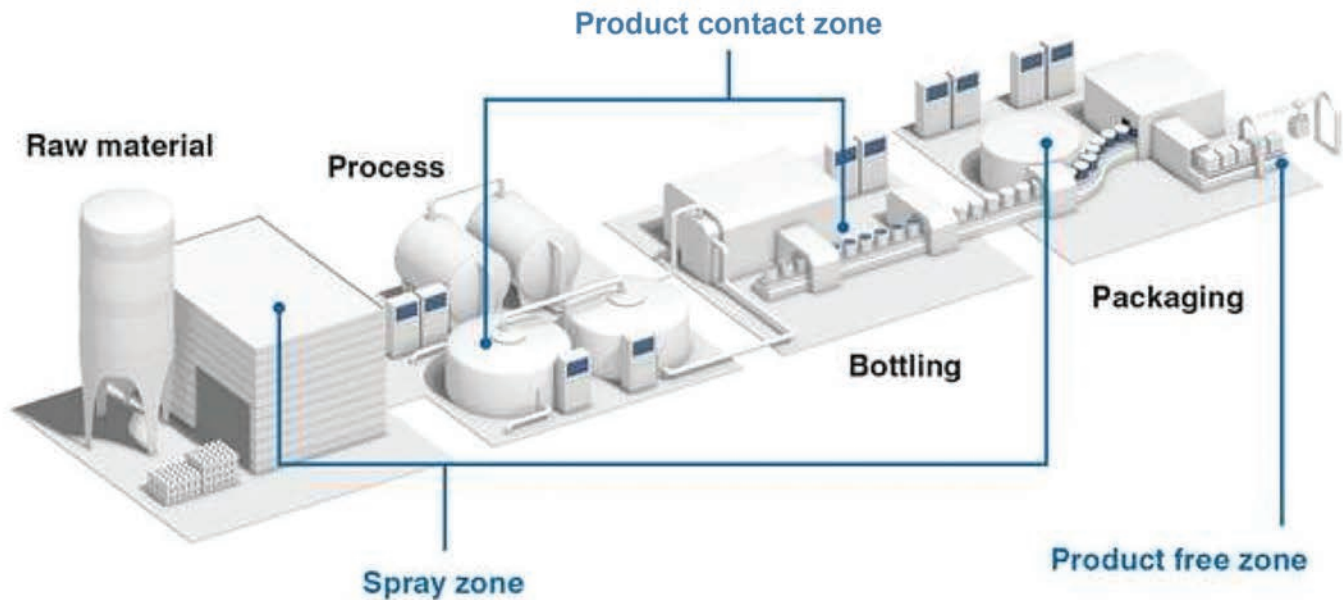 Product contact zone
Raw material
Process
Packaging
Bottling
Product free zone
Spray zone